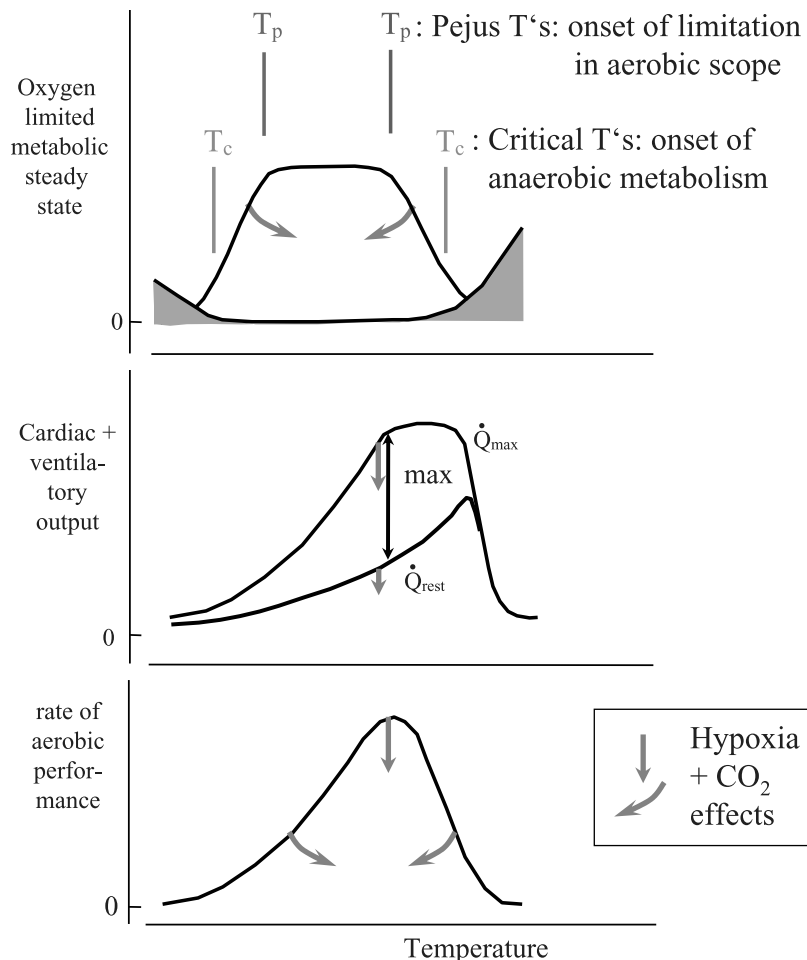 Tp
Tp : Pejus T‘s: onset of limitation
in aerobic scope
Oxygen
limited
metabolic
steady
state
Tc
Tc : Critical T‘s: onset of
anaerobic metabolism
0
Cardiac +
ventila-
tory
output
Q̇max
max
Q̇rest
0
rate of
aerobic
perfor-
mance
Hypoxia
+ CO2
effects
0
Temperature